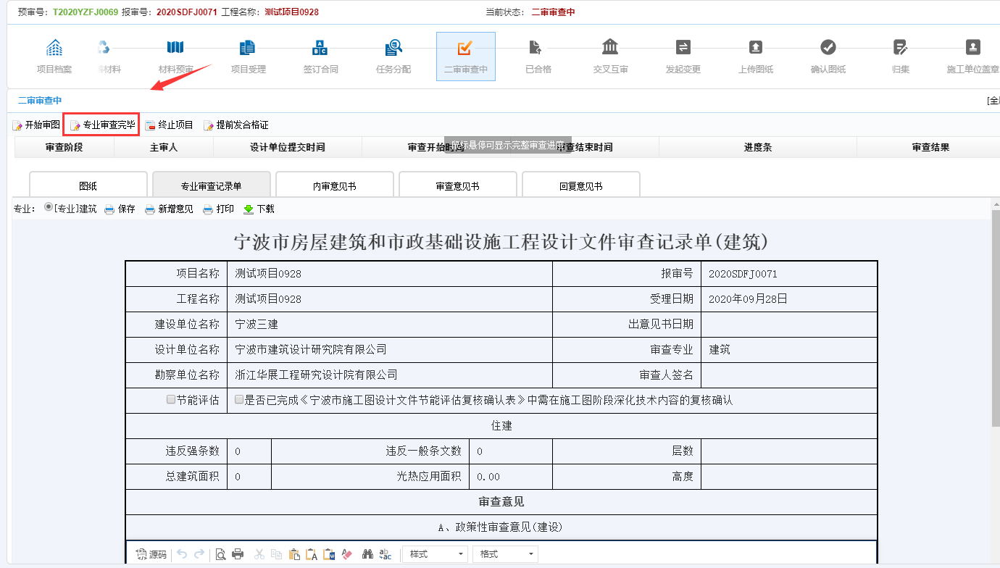 预审号: T2020YZFJ0069 报审号: 2020SDFJ0071 工程名称: 测试项目0928 当前状态: 二审审查中
项目档案 材料 材料预审 项目受理 签订合同 任务分配 二审审查中 已合格 交叉互审 发起变更 上传图纸 确认图纸 归集 施工单位盖章
二审审查中 [全
开始审图 专业审查完毕 终止项目 提前发合格证
鼠标悬停可显示完整审查进度
审查阶段 主审人 设计单位提交时间 审查开始时间 审查结束时间 进度条 审查结果
图纸 专业审查记录单 内审意见书 审查意见书 回复意见书
专业: [专业]建筑 保存 新增意见 打印 下载
宁波市房屋建筑和市政基础设施工程设计文件审查记录单(建筑)
项目名称 测试项目0928 报审号 2020SDFJ0071
工程名称 测试项目0928 受理日期 2020年09月28日
建设单位名称 宁波三建 出意见书日期
设计单位名称 宁波市建筑设计研究院有限公司 审查专业 建筑
勘察单位名称 浙江华展工程研究设计院有限公司 审查人签名
节能评估 是否已完成《宁波市施工图设计文件节能评估复核确认表》中需在施工图阶段深化技术内容的复核确认
住建
违反强条数 0 违反一般条文数 0 层数
总建筑面积 0 光热应用面积 0.00 高度
审查意见
A、政策性审查意见(建设)
源码 样式 格式